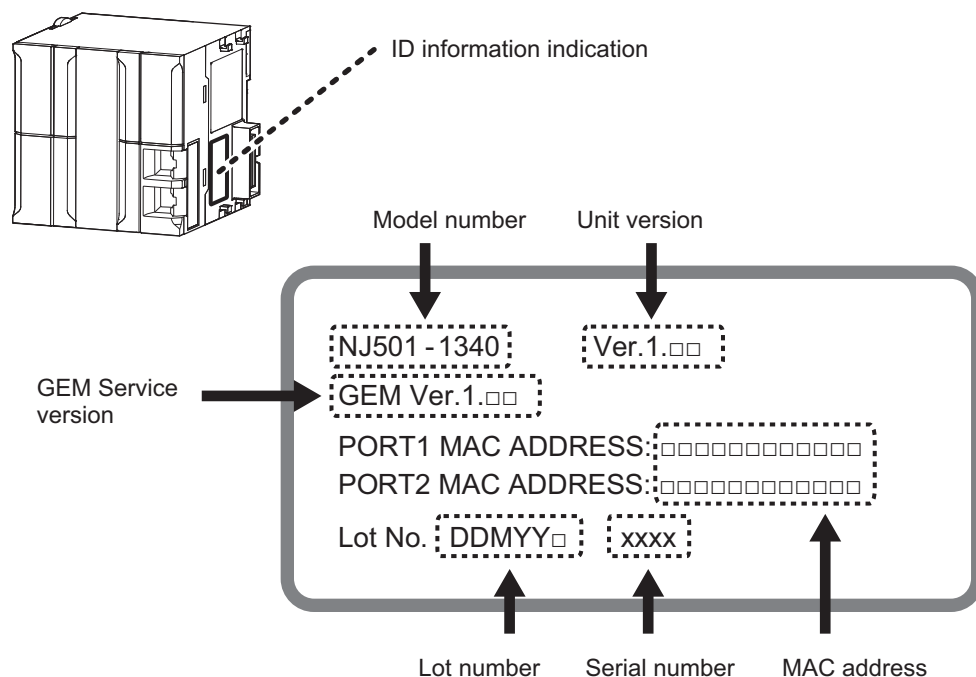 ID information indication
Model number
Unit version
NJ501-1340
Ver.1.□□
GEM Service
version
GEM Ver.1.□□
PORT1 MAC ADDRESS: □□□□□□□□□□□□
PORT2 MAC ADDRESS: □□□□□□□□□□□□
Lot No. DDMYY□ xxxx
Lot number
Serial number
MAC address